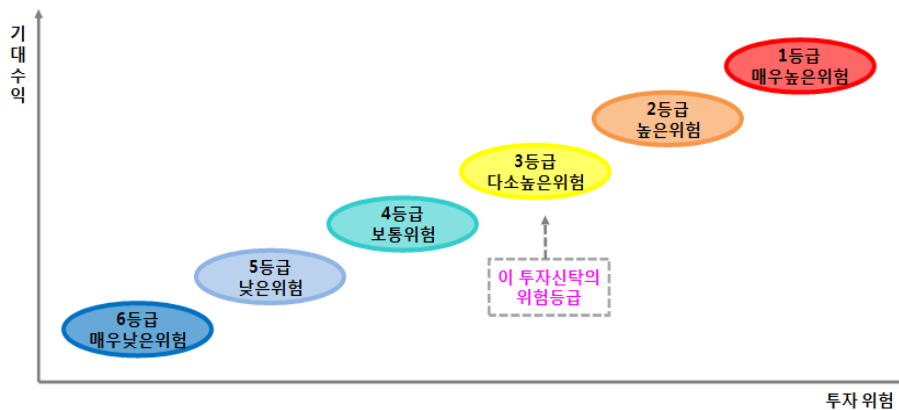 기
대
수
익
1등급
매우높은위험
2등급
높은위험
3등급
다소높은위험
4등급
보통위험
5등급
낮은위험
이 투자신탁의
위험등급
6등급
매우낮은위험
투자 위험